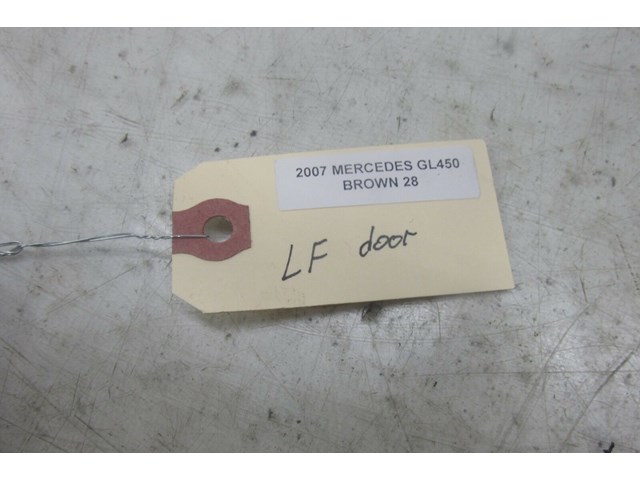 2007 MERCEDES GL450
BROWN 28
LF door